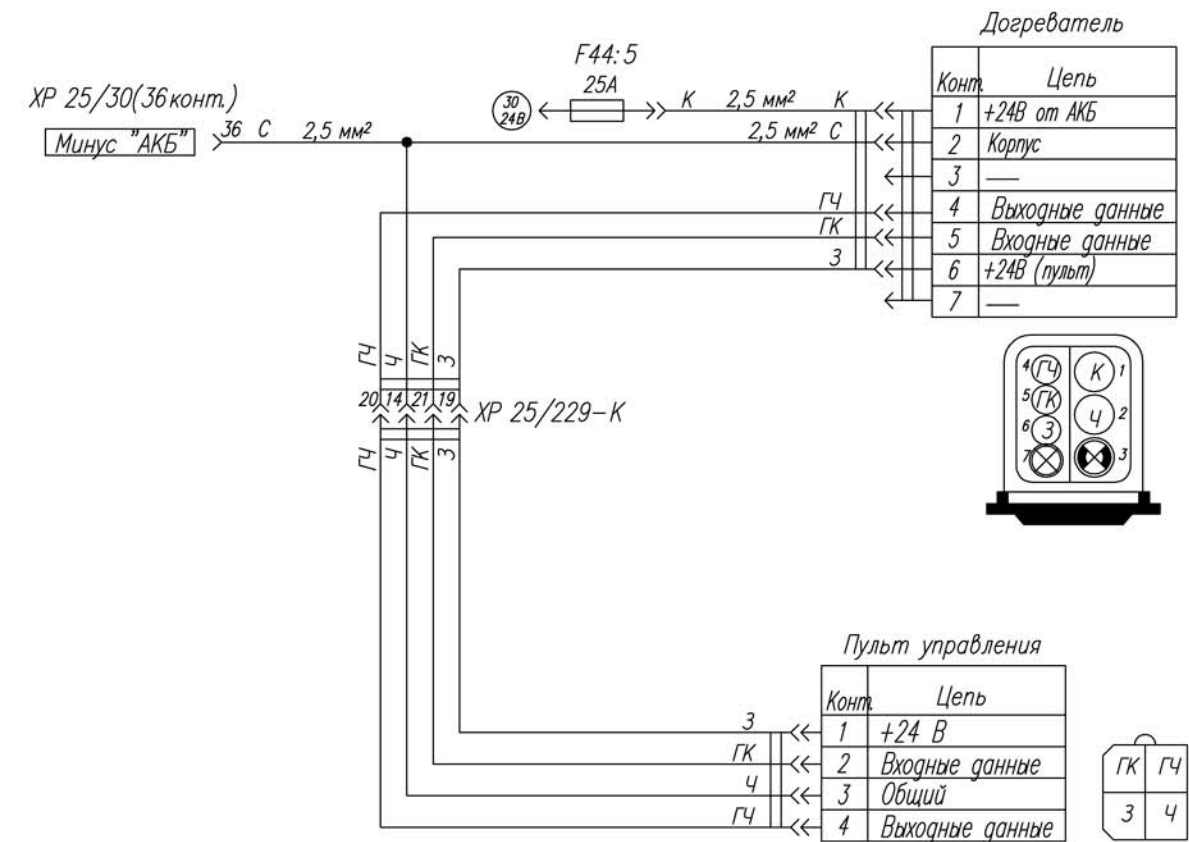 Догреватель
F44:5
25А
ХР 25/30(36конт.)
30
24В
К 2,5 мм² К
Минус "АКБ"
36 С 2,5 мм²
2,5 мм² С
Конт. Цепь
1 +24В от АКБ
2 Корпус
3 —
ГЧ 4 Выходные данные
ГК 5 Входные данные
З 6 +24В (пульт)
7 —
ГЧ Ч ГК З
20 14 21 19 ХР 25/229-К
ГЧ Ч ГК З
4 ГЧ К 1
5 ГК
6 З Ч 2
7 3
Пульт управления
Конт. Цепь
З 1 +24 В
ГК 2 Входные данные
Ч 3 Общий
ГЧ 4 Выходные данные
ГК ГЧ
З Ч